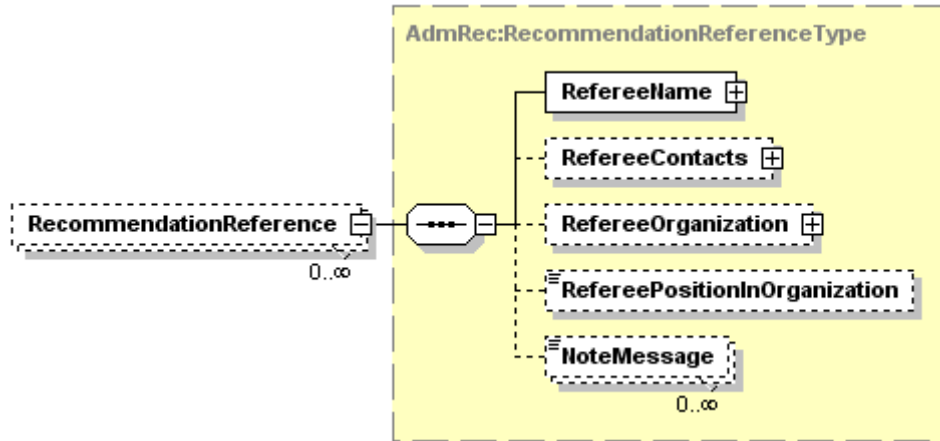 AdmRec:RecommendationReferenceType
RefereeName
RefereeContacts
RecommendationReference
0..∞
RefereeOrganization
RefereePositionInOrganization
NoteMessage
0..∞